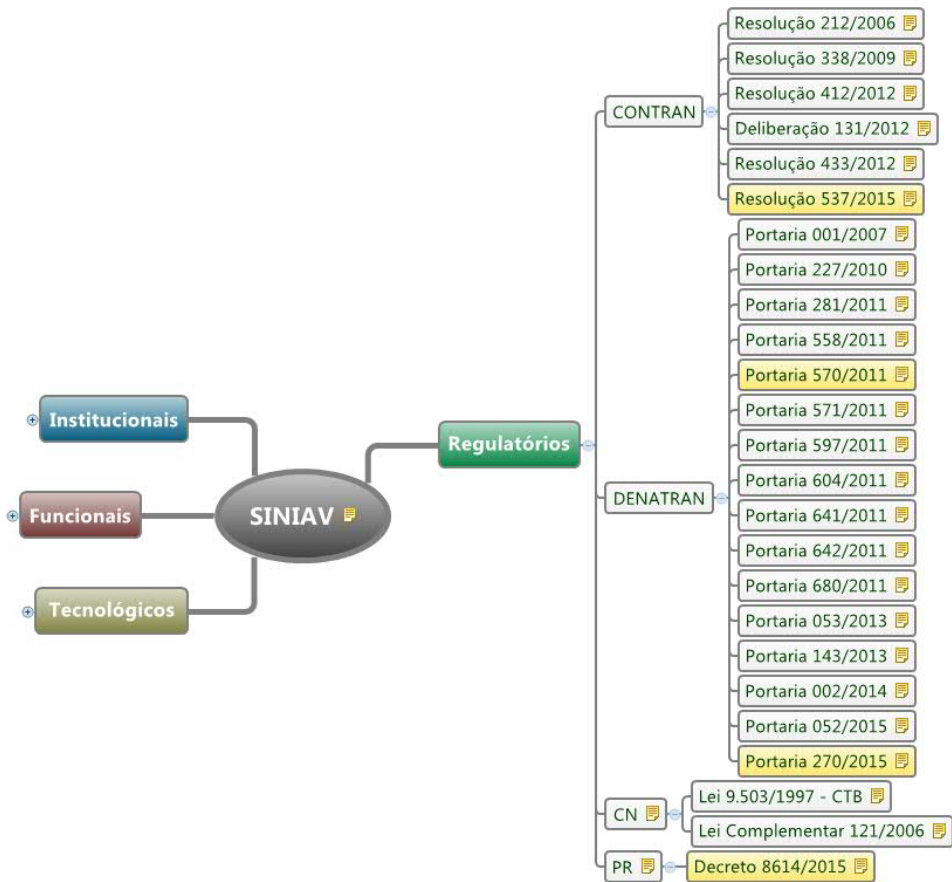 SINIAV
Institucionais
Funcionais
Tecnológicos
Regulatórios
CONTRAN
Resolução 212/2006
Resolução 338/2009
Resolução 412/2012
Deliberação 131/2012
Resolução 433/2012
Resolução 537/2015
DENATRAN
Portaria 001/2007
Portaria 227/2010
Portaria 281/2011
Portaria 558/2011
Portaria 570/2011
Portaria 571/2011
Portaria 597/2011
Portaria 604/2011
Portaria 641/2011
Portaria 642/2011
Portaria 680/2011
Portaria 053/2013
Portaria 143/2013
Portaria 002/2014
Portaria 052/2015
Portaria 270/2015
CN
Lei 9.503/1997 - CTB
Lei Complementar 121/2006
PR
Decreto 8614/2015